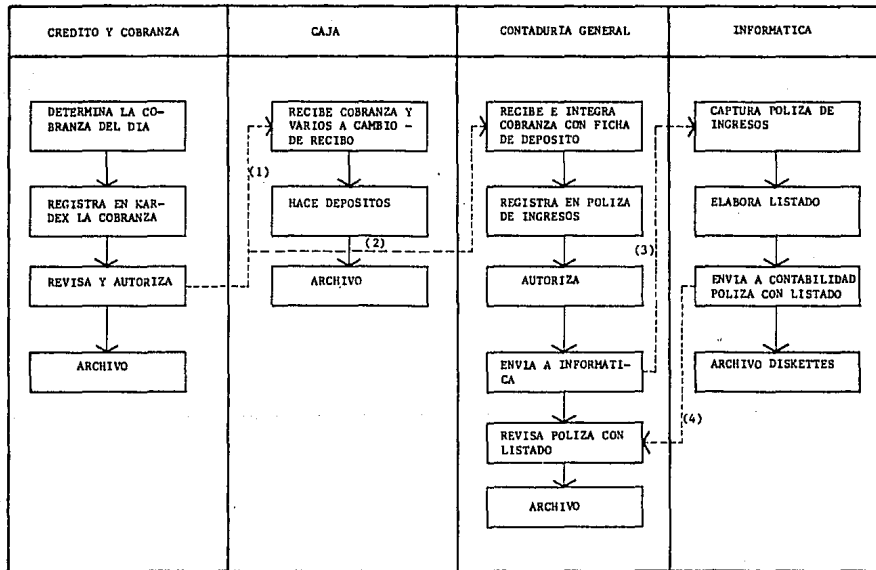 CREDITO Y COBRANZA
CAJA
CONTADURIA GENERAL
INFORMATICA
DETERMINA LA CO-
BRANZA DEL DIA
REGISTRA EN KAR-
DEX LA COBRANZA
REVISA Y AUTORIZA
ARCHIVO
(1)
RECIBE COBRANZA Y
VARIOS A CAMBIO -
DE RECIBO
HACE DEPOSITOS
(2)
ARCHIVO
RECIBE E INTEGRA
COBRANZA CON FICHA
DE DEPOSITO
REGISTRA EN POLIZA
DE INGRESOS
AUTORIZA
ENVIA A INFORMATI-
CA
REVISA POLIZA CON
LISTADO
ARCHIVO
(3)
CAPTURA POLIZA DE
INGRESOS
ELABORA LISTADO
ENVIA A CONTABILIDAD
POLIZA CON LISTADO
ARCHIVO DISKETTES
(4)